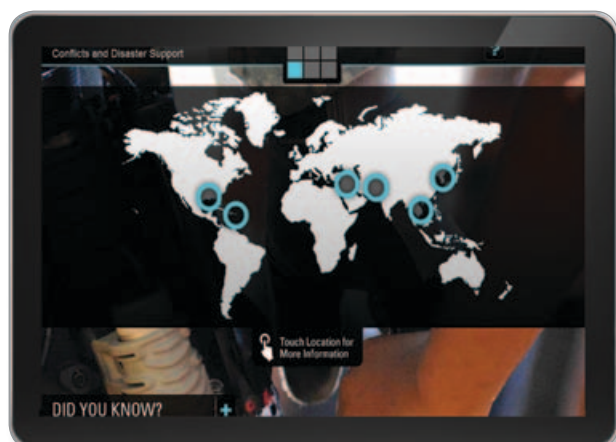 Conflicts and Disaster Support
?
Touch Location for
More Information
DID YOU KNOW?
+